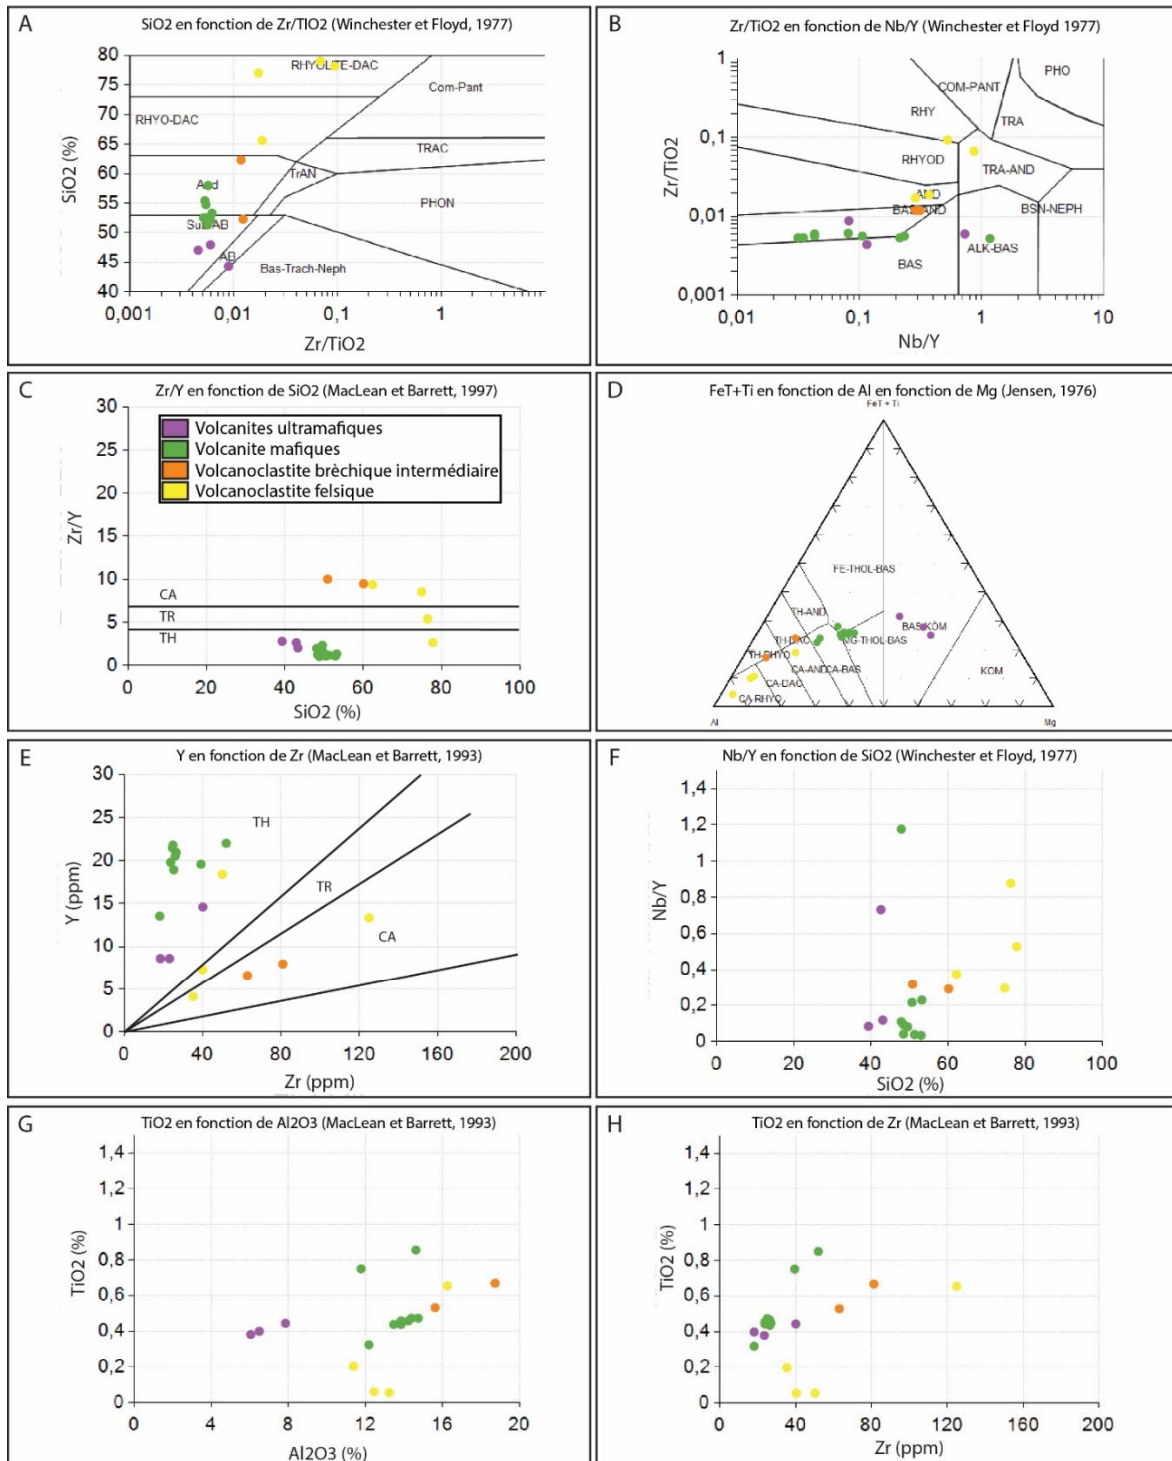 A
SiO2 en fonction de Zr/TIO2 (Winchester et Floyd, 1977)
80
75
70
65
60
55
50
45
40
SiO2 (%)
RHYOLITE-DAC
Com-Pant
RHYO-DAC
TRAC
TrAN
And
PHON
Sub-AB
AB
Bas-Trach-Neph
0,001
0,01
0,1
1
Zr/TiO2
B
Zr/TiO2 en fonction de Nb/Y (Winchester et Floyd 1977)
1
0,1
0,01
0,001
Zr/TiO2
COM-PANT
PHO
RHY
TRA
RHYOD
TRA-AND
AND
BAS-AND
BSN-NEPH
BAS
ALK-BAS
0,01
0,1
1
10
Nb/Y
C
Zr/Y en fonction de SiO2 (MacLean et Barrett, 1997)
30
25
20
15
10
5
0
Zr/Y
Volcanites ultramafiques
Volcanite mafiques
Volcanoclastite brèchique intermédiaire
Volcanoclastite felsique
CA
TR
TH
0
20
40
60
80
100
SiO2 (%)
D
FeT+Ti en fonction de Al en fonction de Mg (Jensen, 1976)
FeT + Ti
FE-THOL-BAS
TH-AND
BAS-KOM
TH-DAC
MG-THOL-BAS
TH-RHYO
CA-AND
CA-BAS
KOM
CA-DAC
CA-RHYO
Al
Mg
E
Y en fonction de Zr (MacLean et Barrett, 1993)
30
25
20
15
10
5
0
Y (ppm)
TH
TR
CA
0
40
80
120
160
200
Zr (ppm)
F
Nb/Y en fonction de SiO2 (Winchester et Floyd, 1977)
1,4
1,2
1
0,8
0,6
0,4
0,2
0
Nb/Y
0
20
40
60
80
100
SiO2 (%)
G
TiO2 en fonction de Al2O3 (MacLean et Barrett, 1993)
1,4
1,2
1
0,8
0,6
0,4
0,2
0
TiO2 (%)
0
4
8
12
16
20
Al2O3 (%)
H
TiO2 en fonction de Zr (MacLean et Barrett, 1993)
1,4
1,2
1
0,8
0,6
0,4
0,2
0
TiO2 (%)
0
40
80
120
160
200
Zr (ppm)